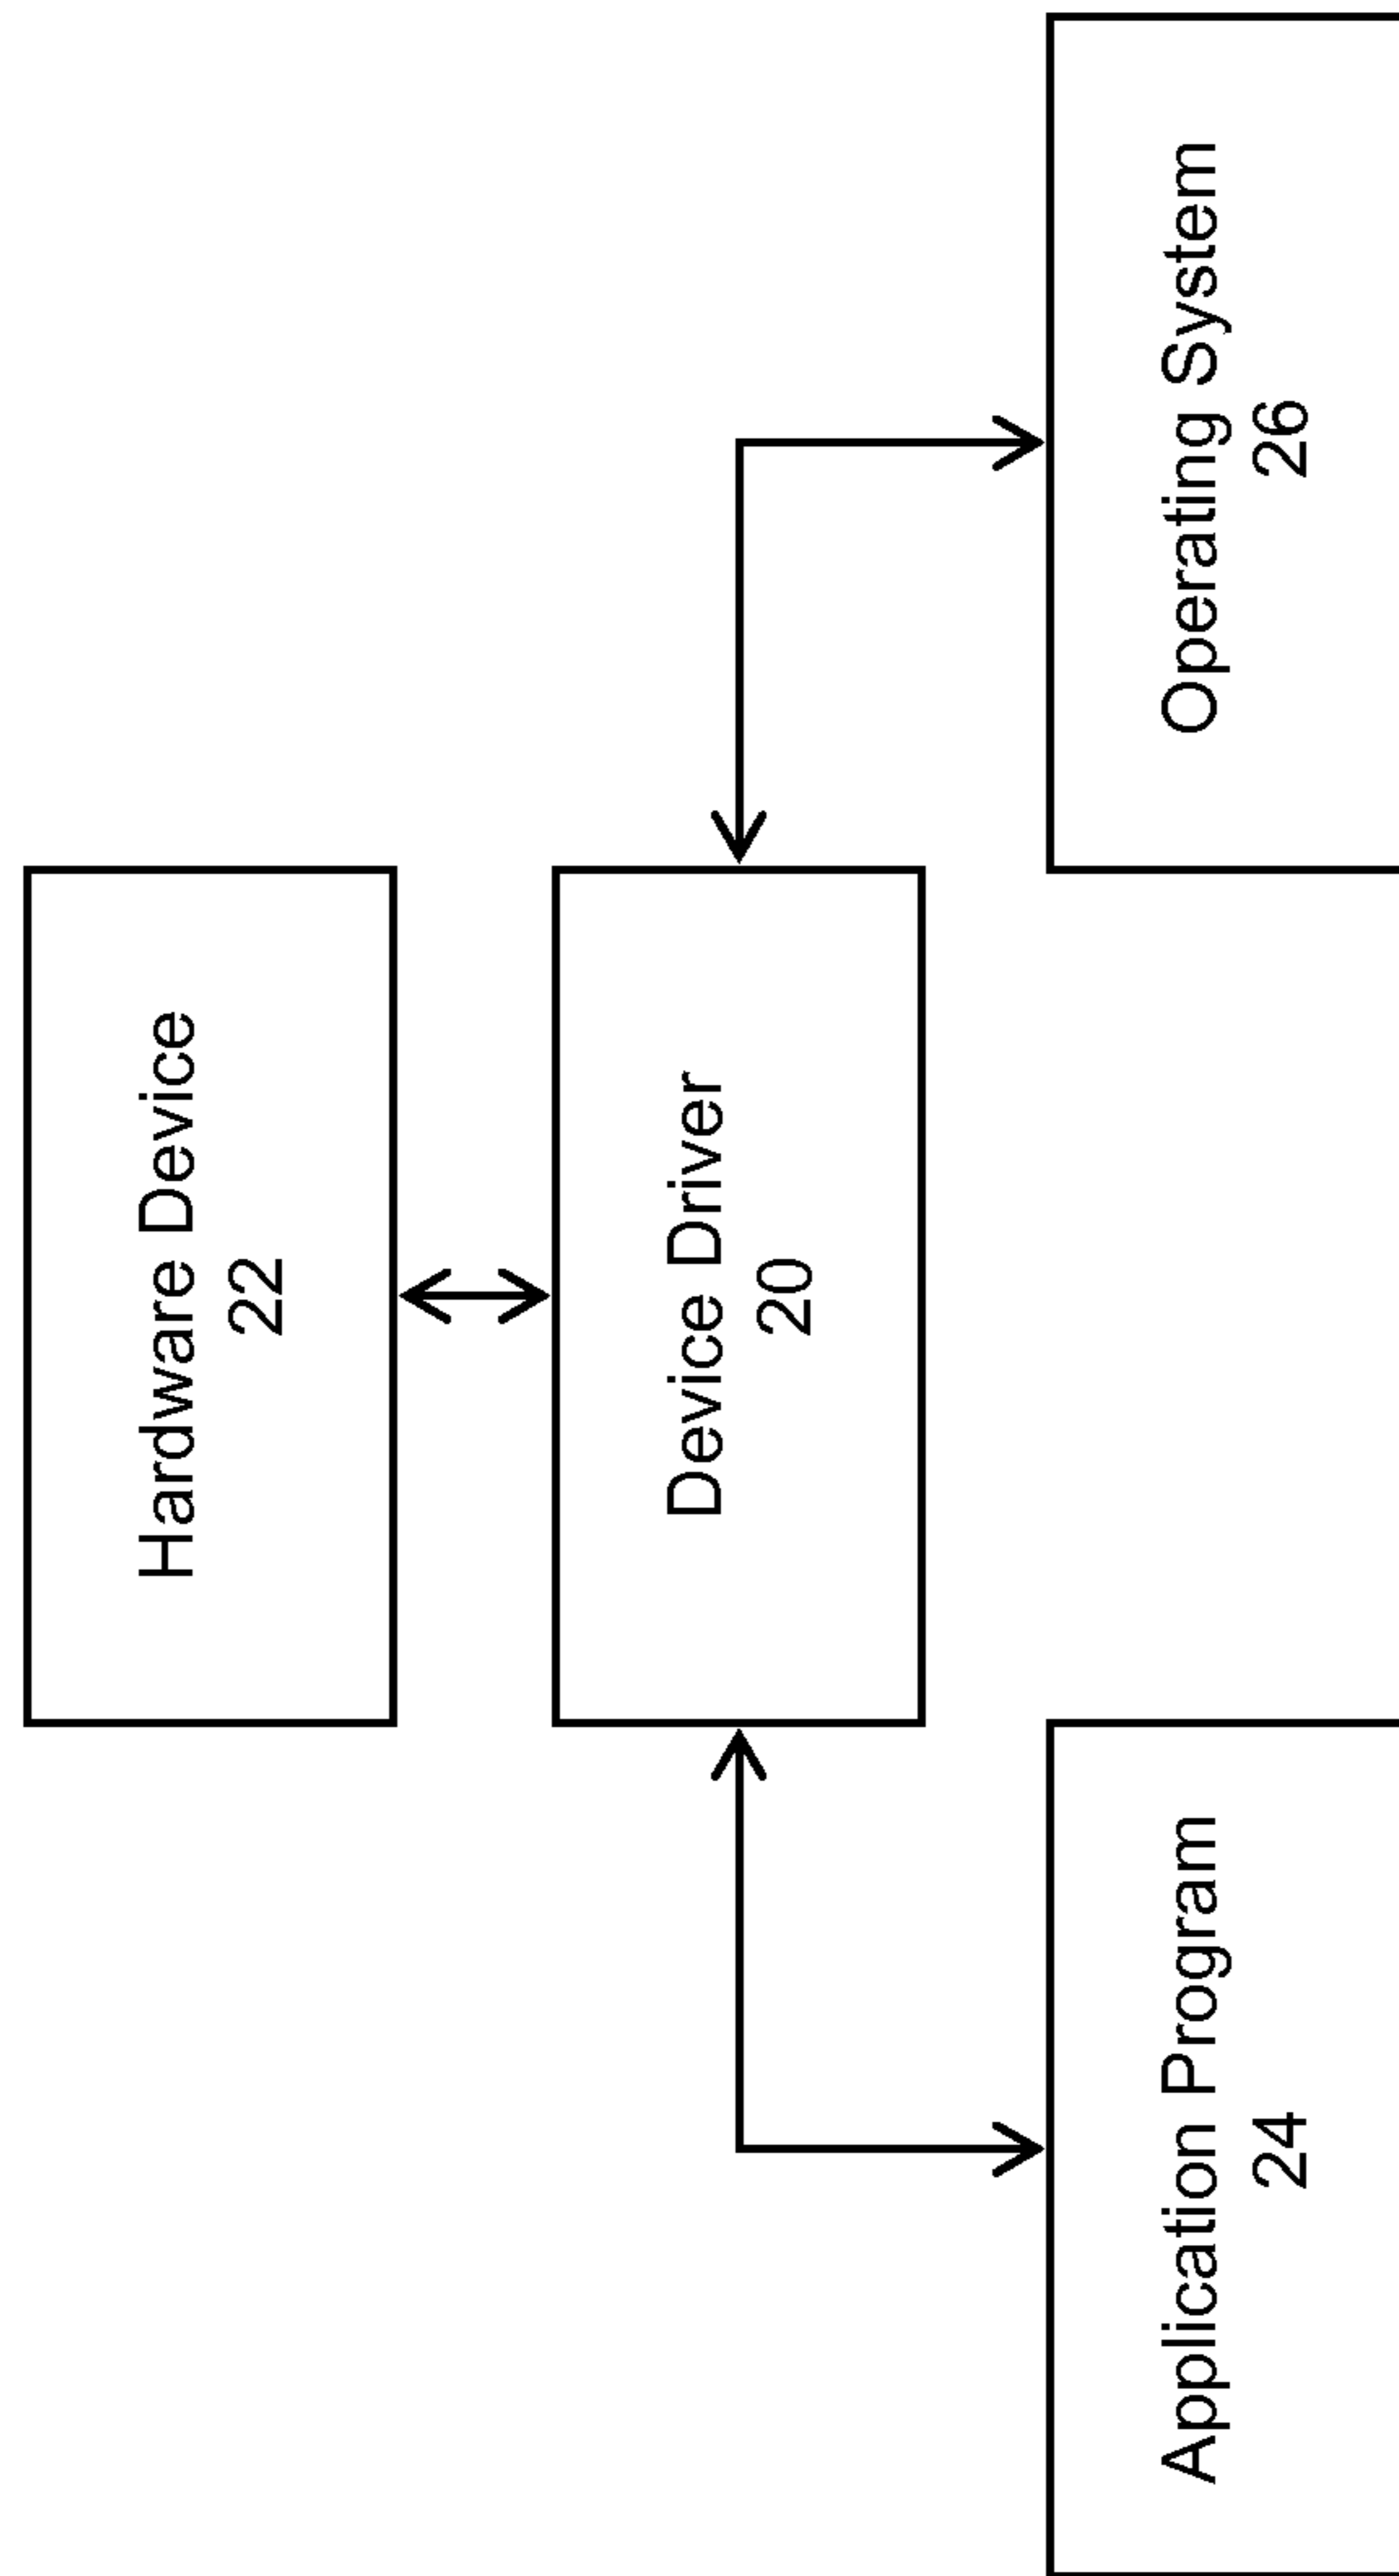 Hardware Device
22
Device Driver
20
Application Program
24
Operating System
26